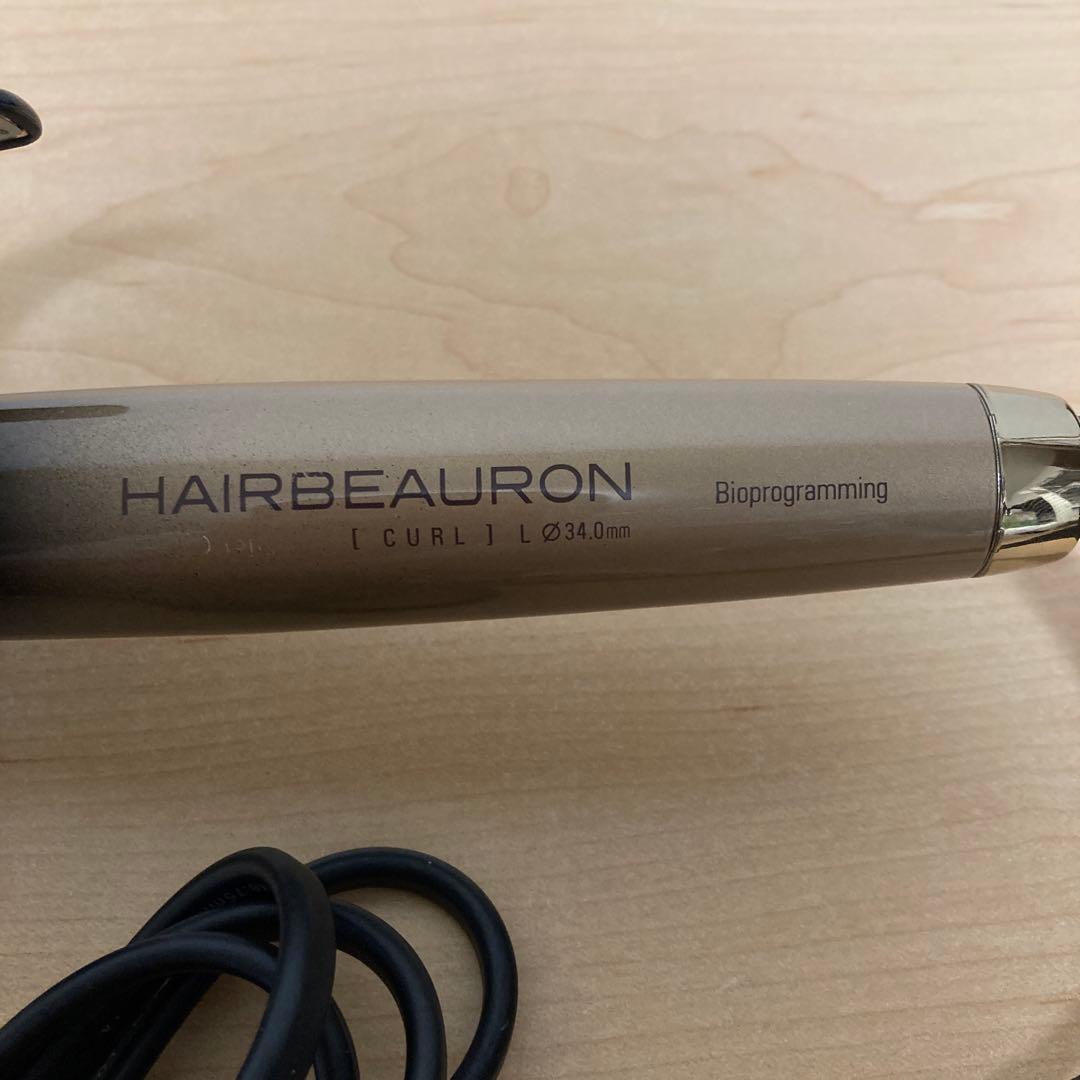 HAIRBEAURON
[ CURL ] L Ø34.0mm
Bioprogramming